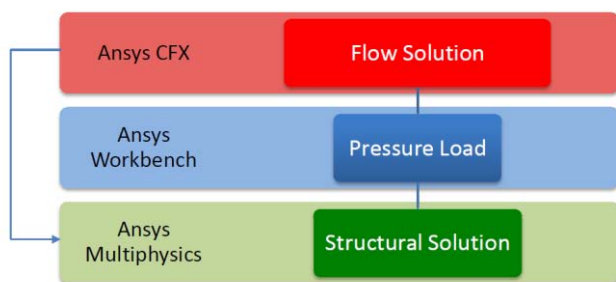 Ansys CFX
Flow Solution
Ansys
Workbench
Pressure Load
Ansys
Multiphysics
Structural Solution